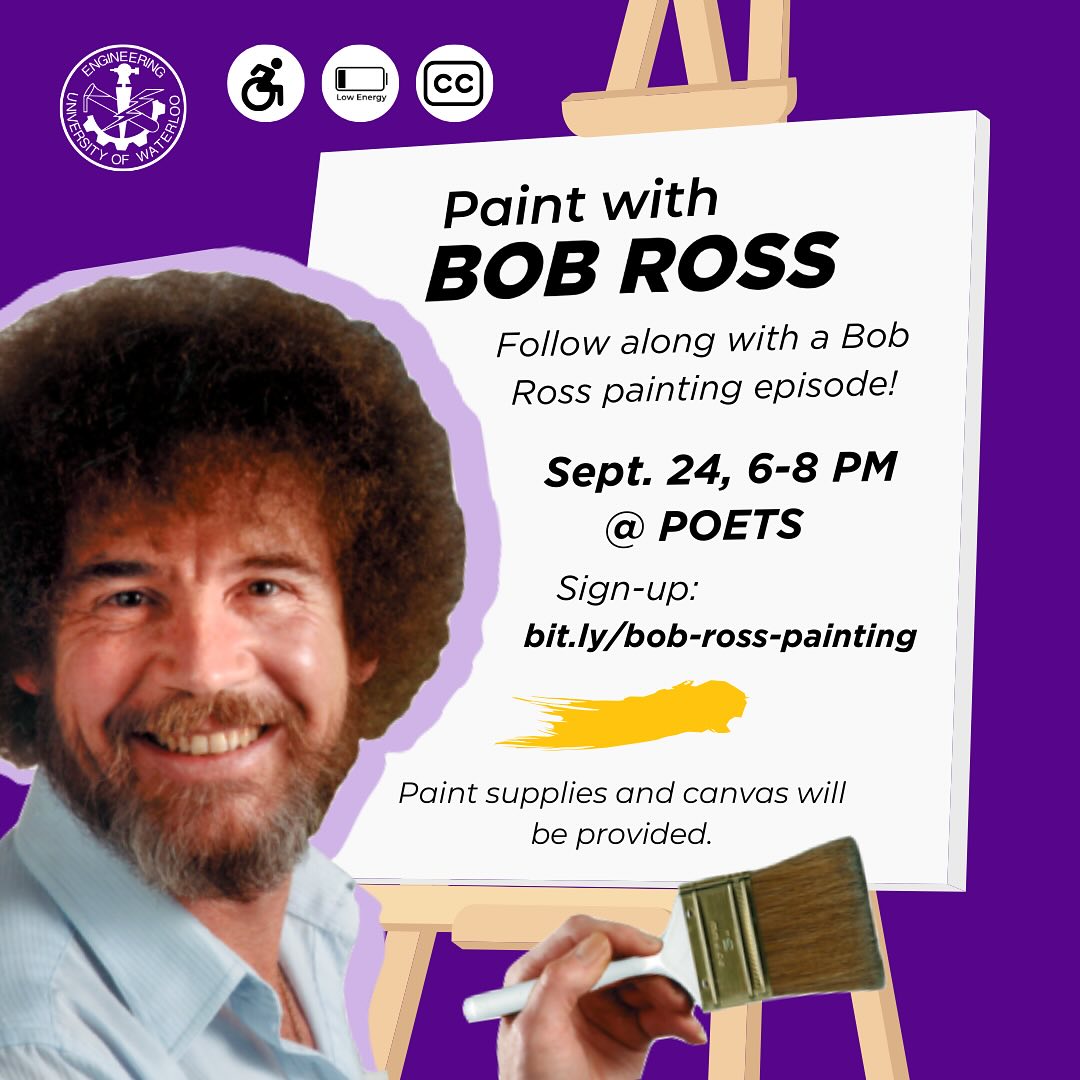 ENGINEERING
UNIVERSITY OF WATERLOO
Low Energy
CC
Paint with
BOB ROSS
Follow along with a Bob
Ross painting episode!
Sept. 24, 6-8 PM
@ POETS
Sign-up:
bit.ly/bob-ross-painting
Paint supplies and canvas will
be provided.